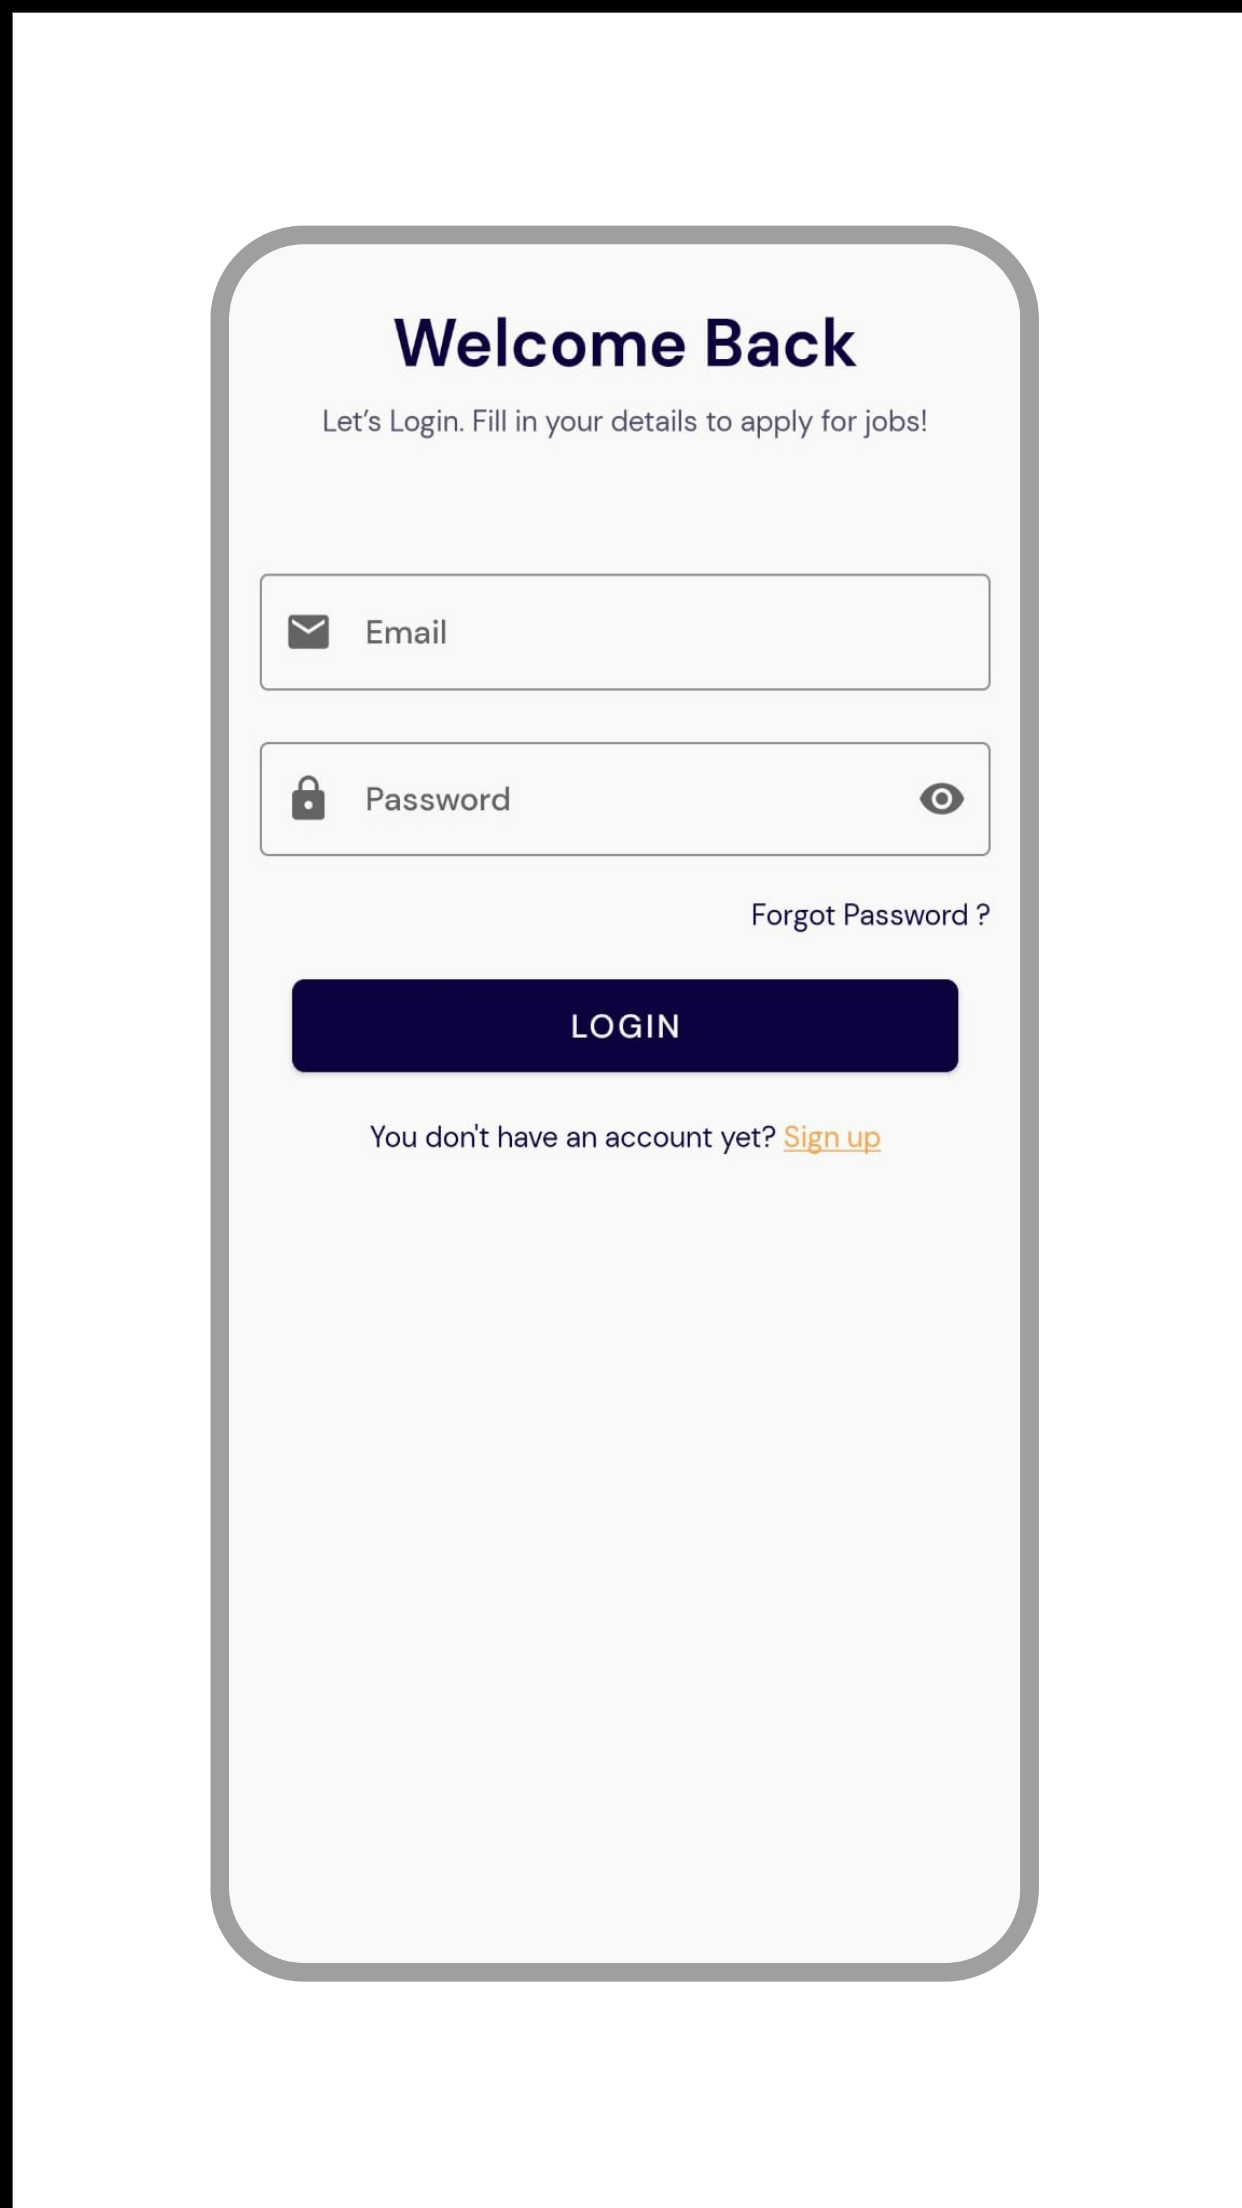 Welcome Back
Let’s Login. Fill in your details to apply for jobs!
Email
Password
Forgot Password ?
LOGIN
You don't have an account yet? Sign up